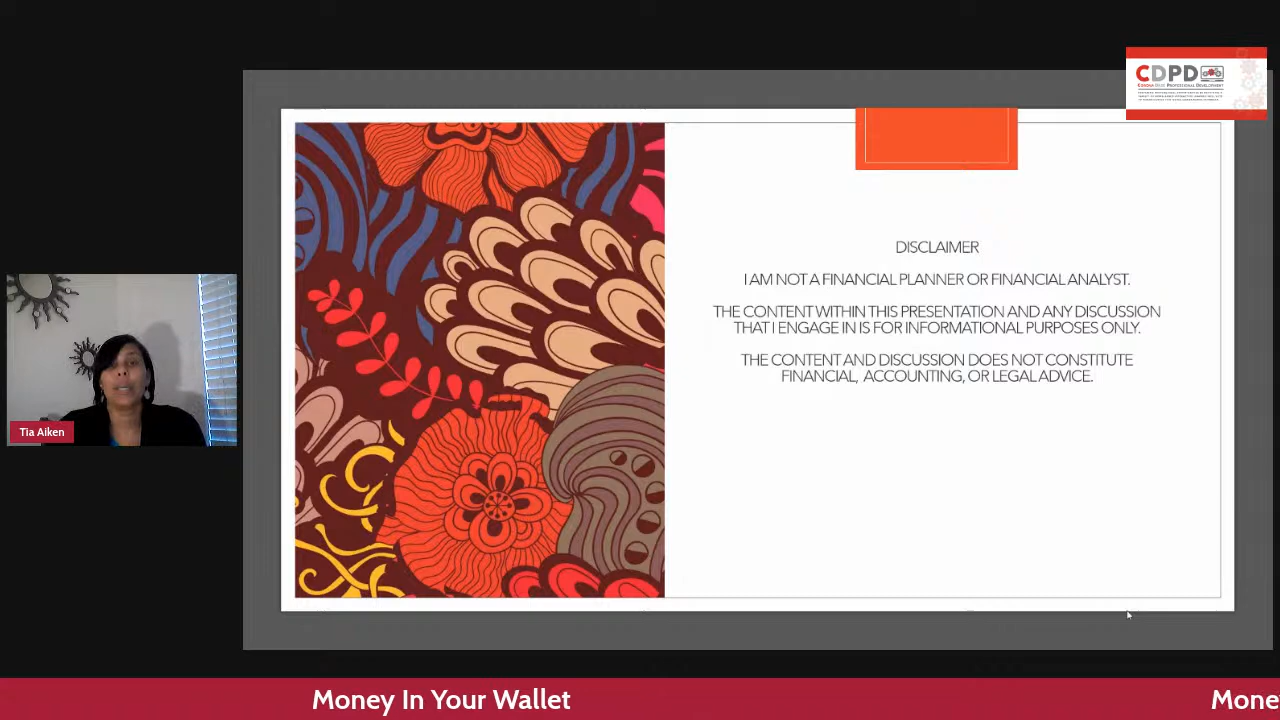 CDPD
Tia Aiken
DISCLAIMER
I AM NOT A FINANCIAL PLANNER OR FINANCIAL ANALYST.
THE CONTENT WITHIN THIS PRESENTATION AND ANY DISCUSSION
THAT I ENGAGE IN IS FOR INFORMATIONAL PURPOSES ONLY.
THE CONTENT AND DISCUSSION DOES NOT CONSTITUTE
FINANCIAL, ACCOUNTING, OR LEGAL ADVICE.
Money In Your Wallet
Mone